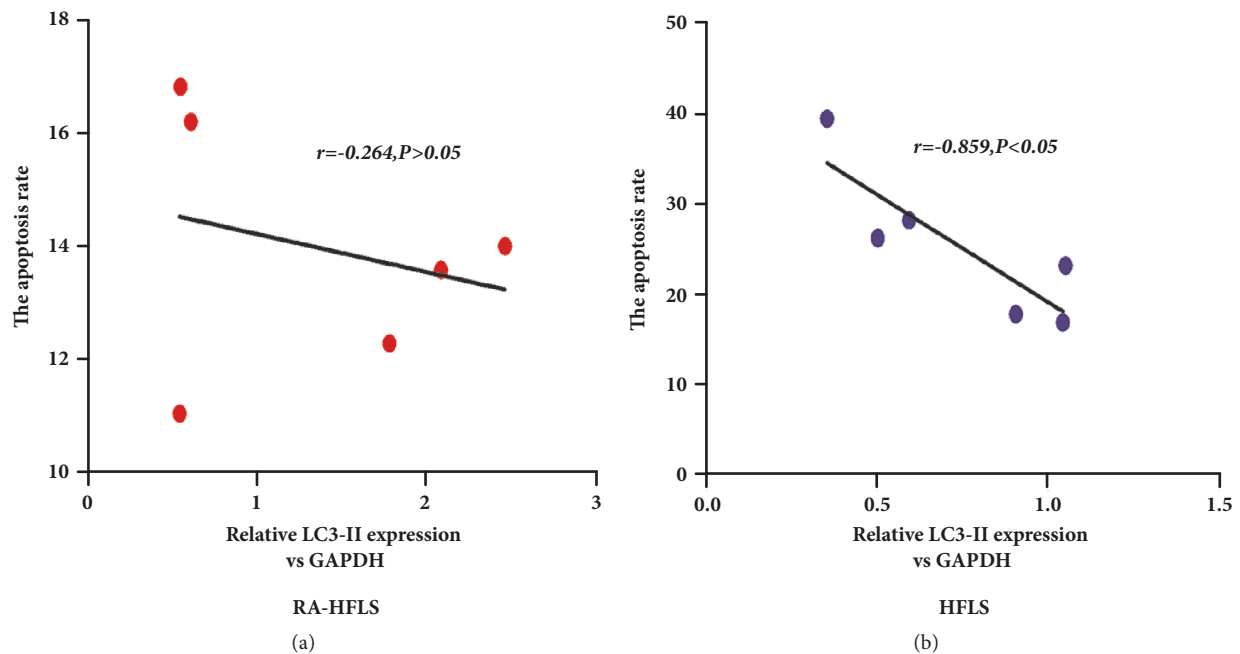 18
16
14
12
10
The apoptosis rate
r=-0.264,P>0.05
0
1
2
3
Relative LC3-II expression
vs GAPDH
RA-HFLS
(a)
50
40
30
20
10
0
The apoptosis rate
r=-0.859,P<0.05
0.0
0.5
1.0
1.5
Relative LC3-II expression
vs GAPDH
HFLS
(b)